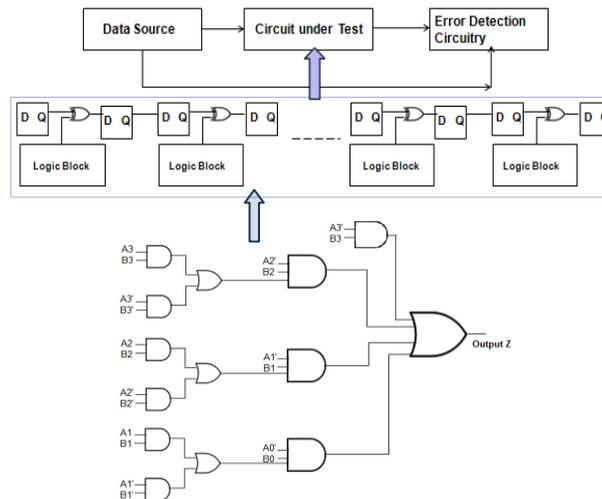 Data Source
Circuit under Test
Error Detection
Circuitry
D Q
D Q
D Q
D Q
D Q
D Q
D Q
D
Logic Block
Logic Block
Logic Block
Logic Block
A3'
B3
A3
B3
A2'
B2
A3'
B3'
Output Z
A2
B2
A1'
B1
A2'
B2'
A1
B1
A0'
B0
A1'
B1'